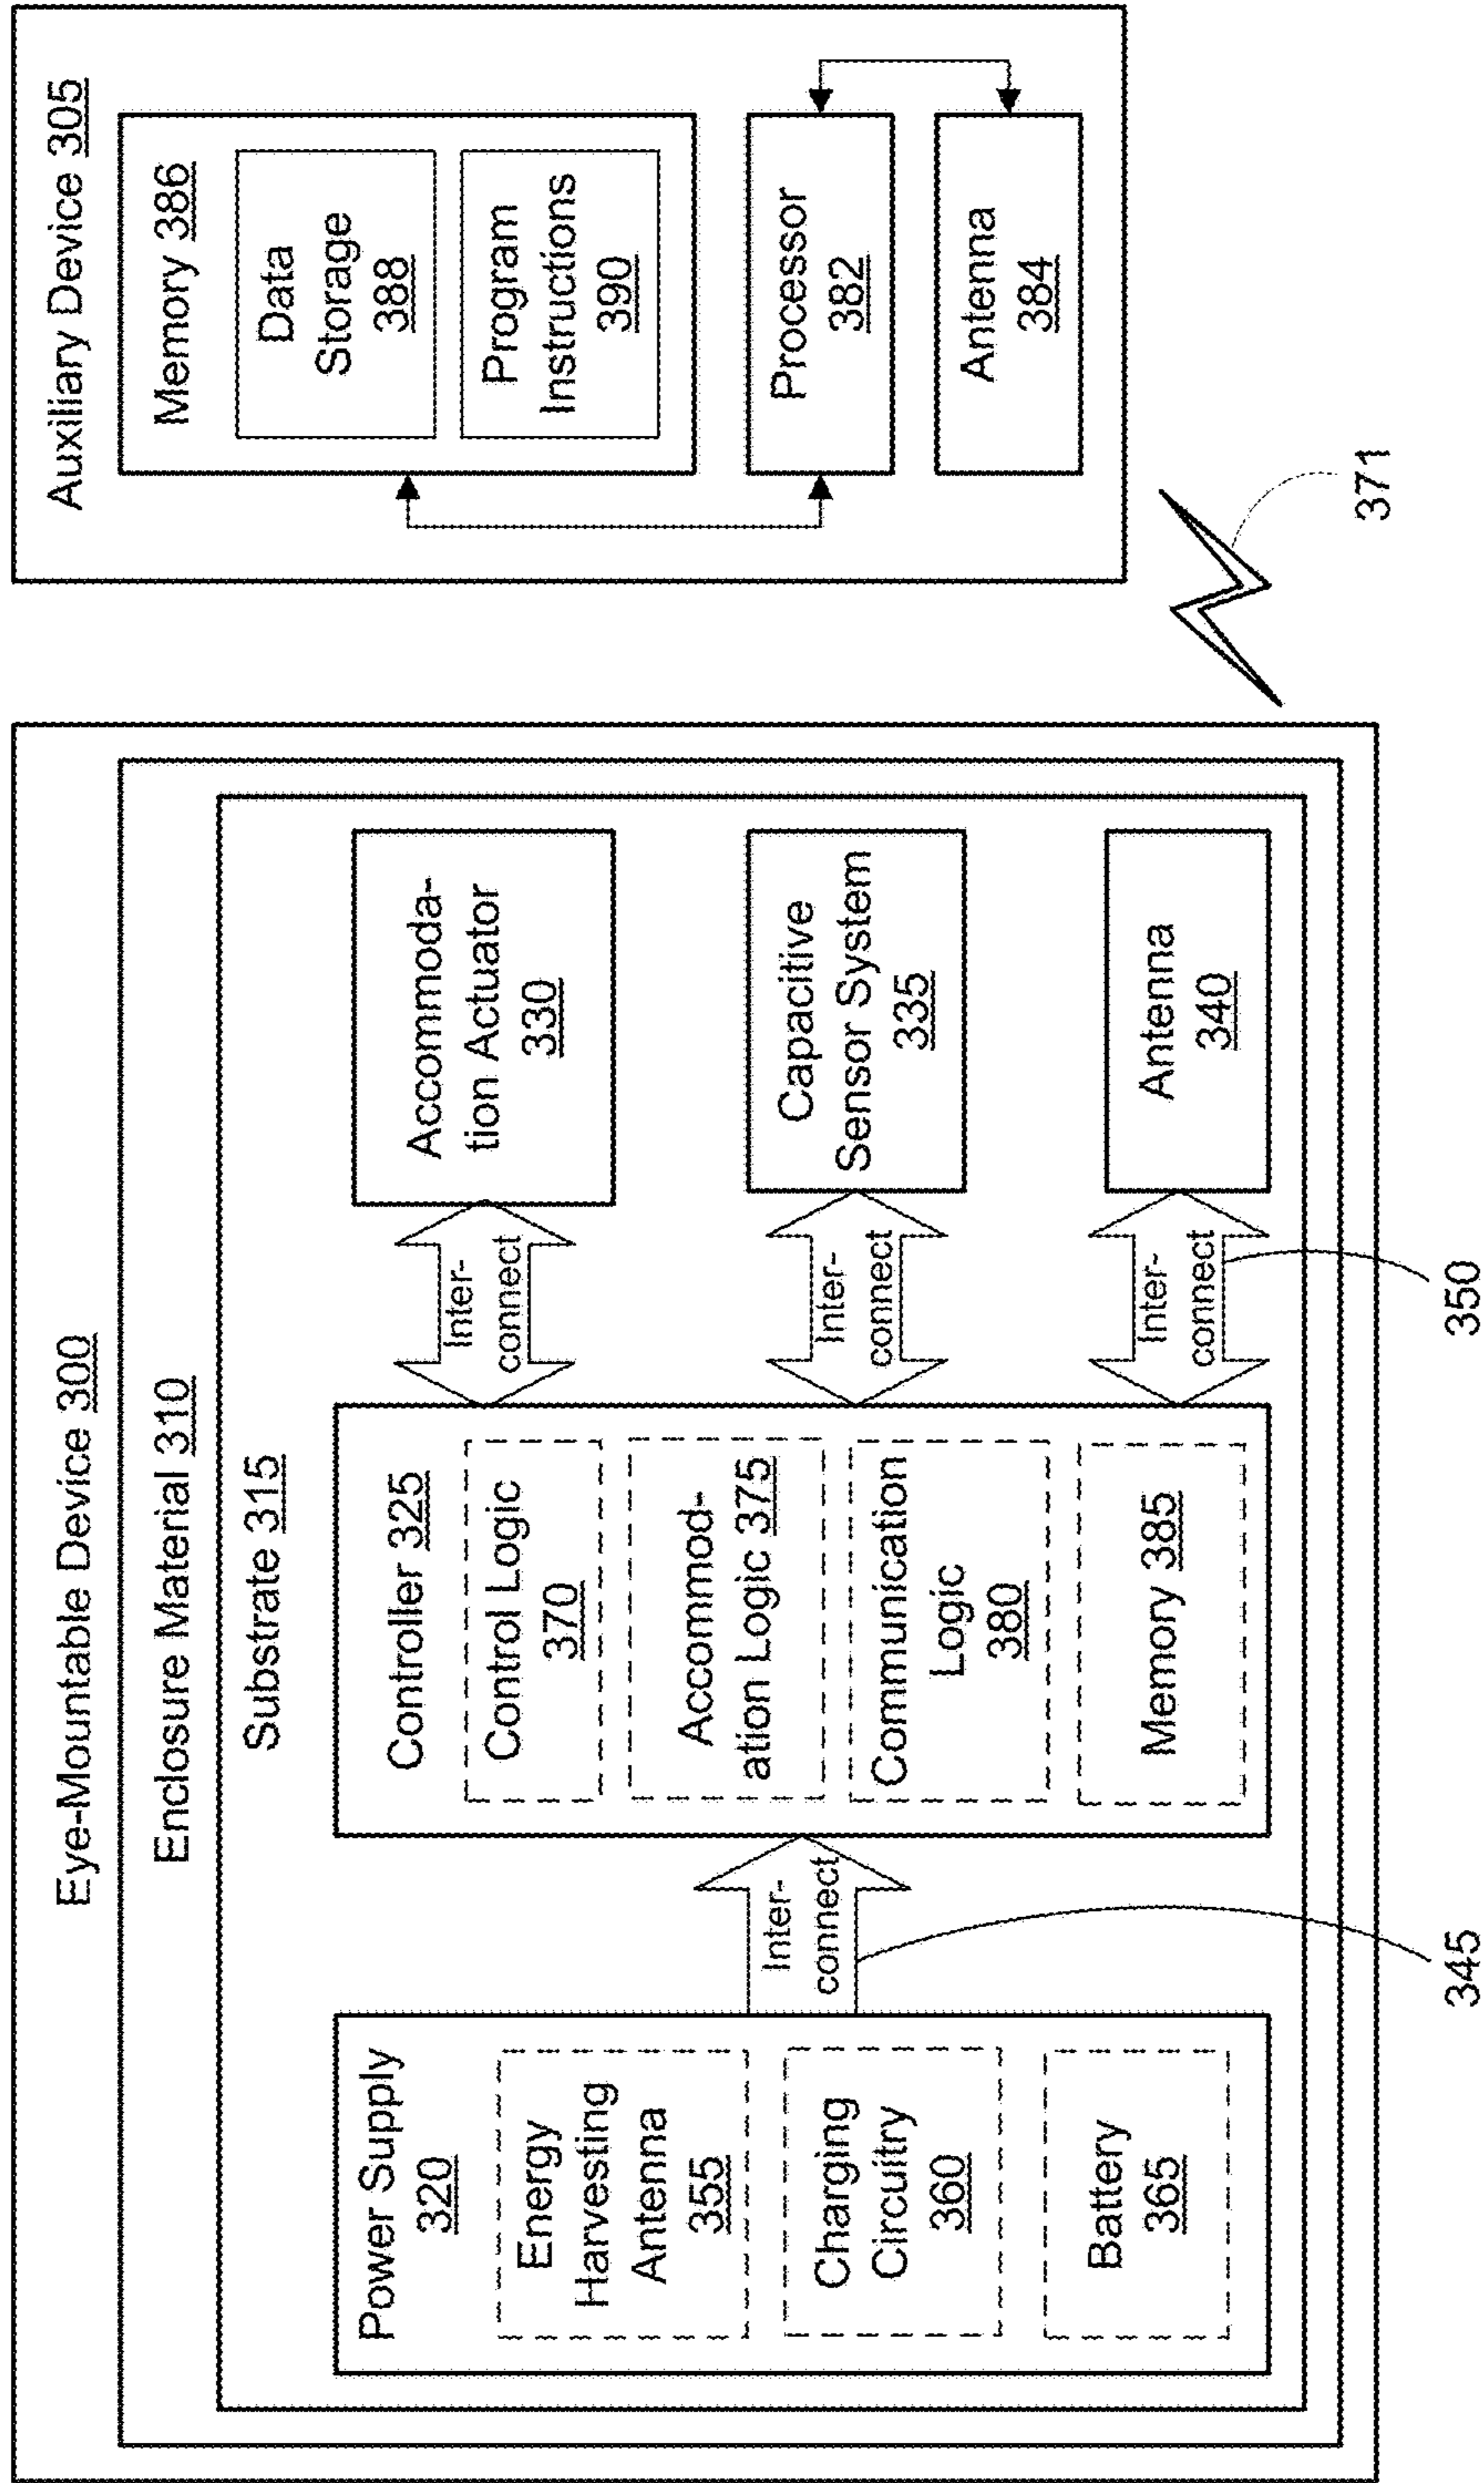 Eye-Mountable Device 300
Enclosure Material 310
Substrate 315
Power Supply
320
Energy
Harvesting
Antenna
355
Charging
Circuitry
360
Battery
365
Inter-
connect
345
Controller 325
Control Logic
370
Accommod-
ation Logic 375
Communication
Logic
380
Memory 385
Inter-
connect
Inter-
connect
Inter-
connect
350
Accommoda-
tion Actuator
330
Capacitive
Sensor System
335
Antenna
340
371
Auxiliary Device 305
Memory 386
Data
Storage
388
Program
Instructions
390
Processor
382
Antenna
384